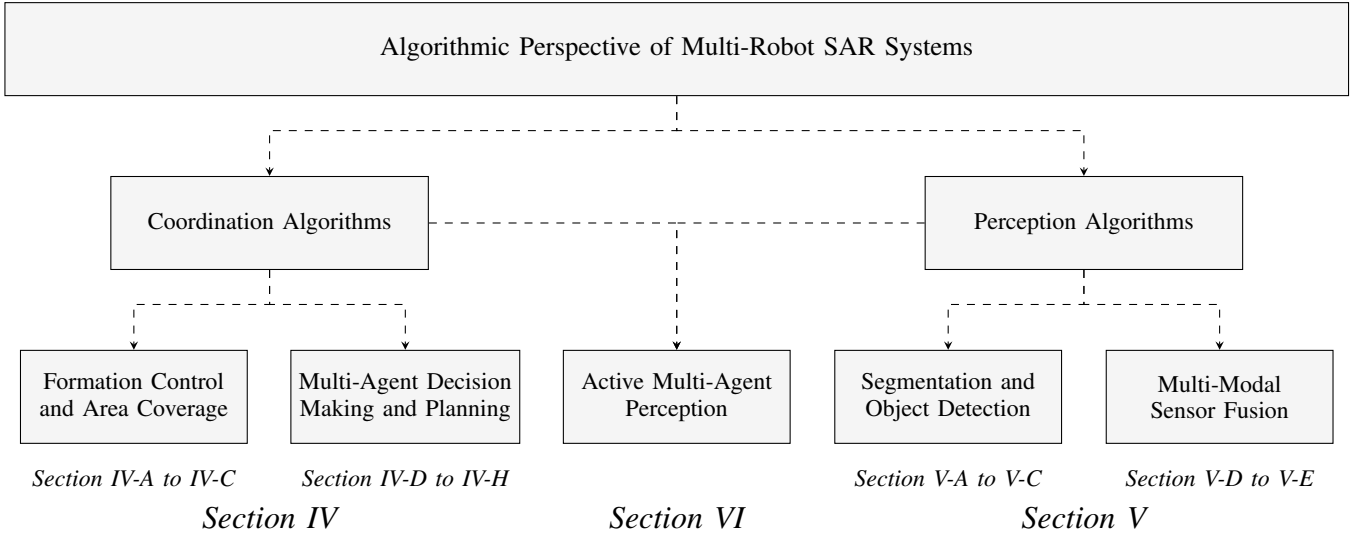 Algorithmic Perspective of Multi-Robot SAR Systems
Coordination Algorithms
Perception Algorithms
Formation Control
and Area Coverage
Multi-Agent Decision
Making and Planning
Active Multi-Agent
Perception
Segmentation and
Object Detection
Multi-Modal
Sensor Fusion
Section IV-A to IV-C
Section IV-D to IV-H
Section V-A to V-C
Section V-D to V-E
Section IV
Section VI
Section V